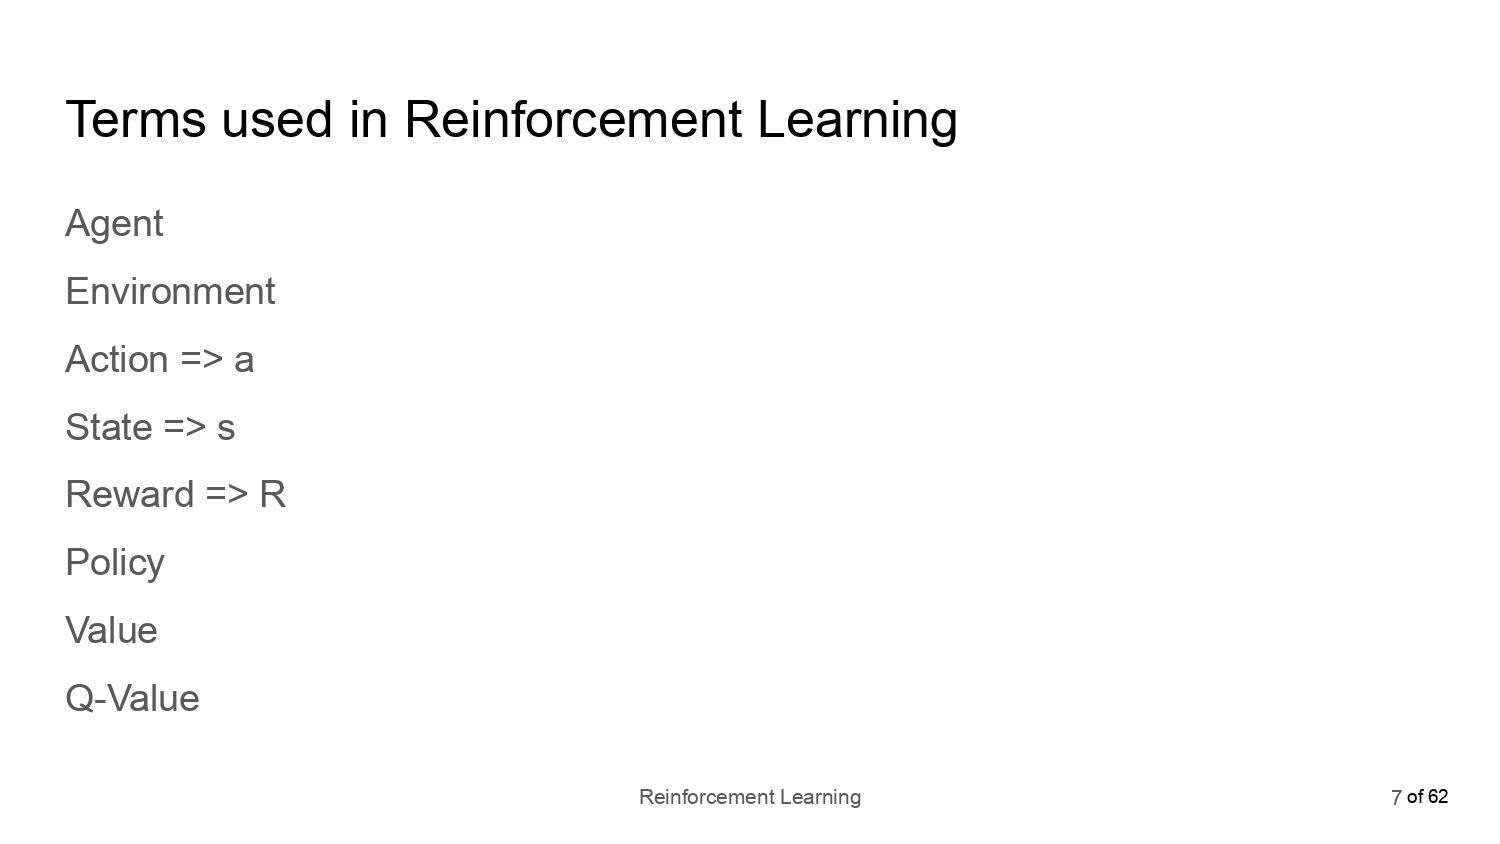 Terms used in Reinforcement Learning
Agent
Environment
Action => a
State => s
Reward => R
Policy
Value
Q-Value
Reinforcement Learning
7 of 62